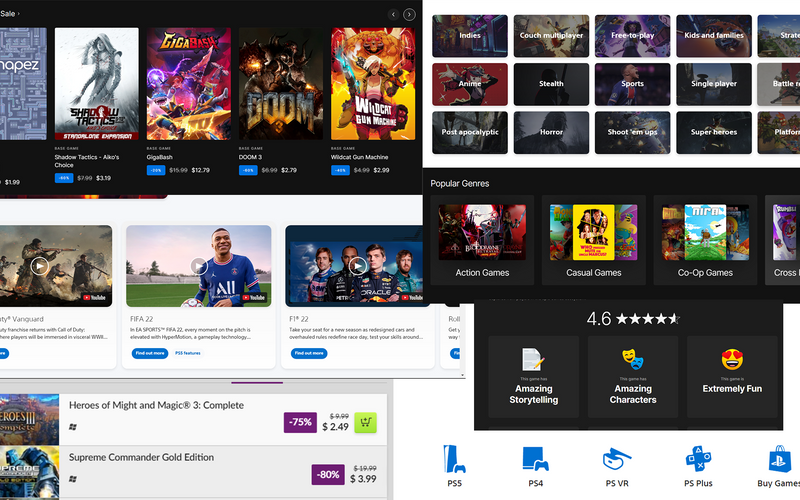 Sale ›
hapez
SHADOW
TACTICS
AIKO'S CHOICE
STANDALONE EXPANSION
GIGABASH
DOOM
WILDCAT
GUN MACHINE
BASE GAME
BASE GAME
BASE GAME
BASE GAME
Shadow Tactics - Aiko's
Choice
GigaBash
DOOM 3
Wildcat Gun Machine
$1.99
-60% $7.99 $3.19
-20% $15.99 $12.79
$6.99 $2.79
$4.99 $2.99
Indies
Couch multiplayer
Free-to-play
Kids and families
Strate
Anime
Stealth
Sports
Single player
Battle ro
Post apocalyptic
Horror
Shoot 'em ups
Super heroes
Platfor
Popular Genres
Action Games
Casual Games
Co-Op Games
Cross
YouTube
YouTube
YouTube
uty® Vanguard
FIFA 22
F1® 22
Roll
uty franchise returns with Call of Duty:
here players will be immersed in visceral WWII...
In EA SPORTS™ FIFA 22, every moment on the pitch is
elevated with HyperMotion, a gameplay technology...
Take your seat for a new season as redesigned cars and
overhauled rules redefine race day, test your skills around...
Find out more
PS5 features
Find out more
4.6
This game has
Amazing
Storytelling
This game has
Amazing
Characters
This game is
Extremely Fun
HEROES III
Complete
Heroes of Might and Magic® 3: Complete
-75%
$ 9.99
$ 2.49
SUPREME
COMMANDER
GOLD EDITION
Supreme Commander Gold Edition
-80%
$ 19.99
$ 3.99
PS5
PS4
PS VR
PS Plus
Buy Games